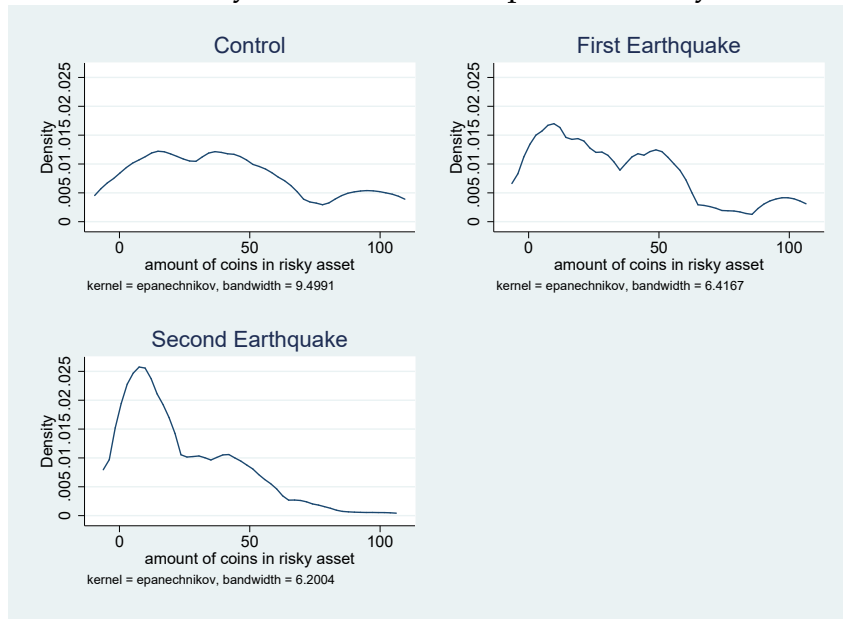 Control
Density
0 .005 .01 .015 .02 .025
0 50 100
amount of coins in risky asset
kernel = epanechnikov, bandwidth = 9.4991
First Earthquake
Density
0 .005 .01 .015 .02 .025
0 50 100
amount of coins in risky asset
kernel = epanechnikov, bandwidth = 6.4167
Second Earthquake
Density
0 .005 .01 .015 .02 .025
0 50 100
amount of coins in risky asset
kernel = epanechnikov, bandwidth = 6.2004